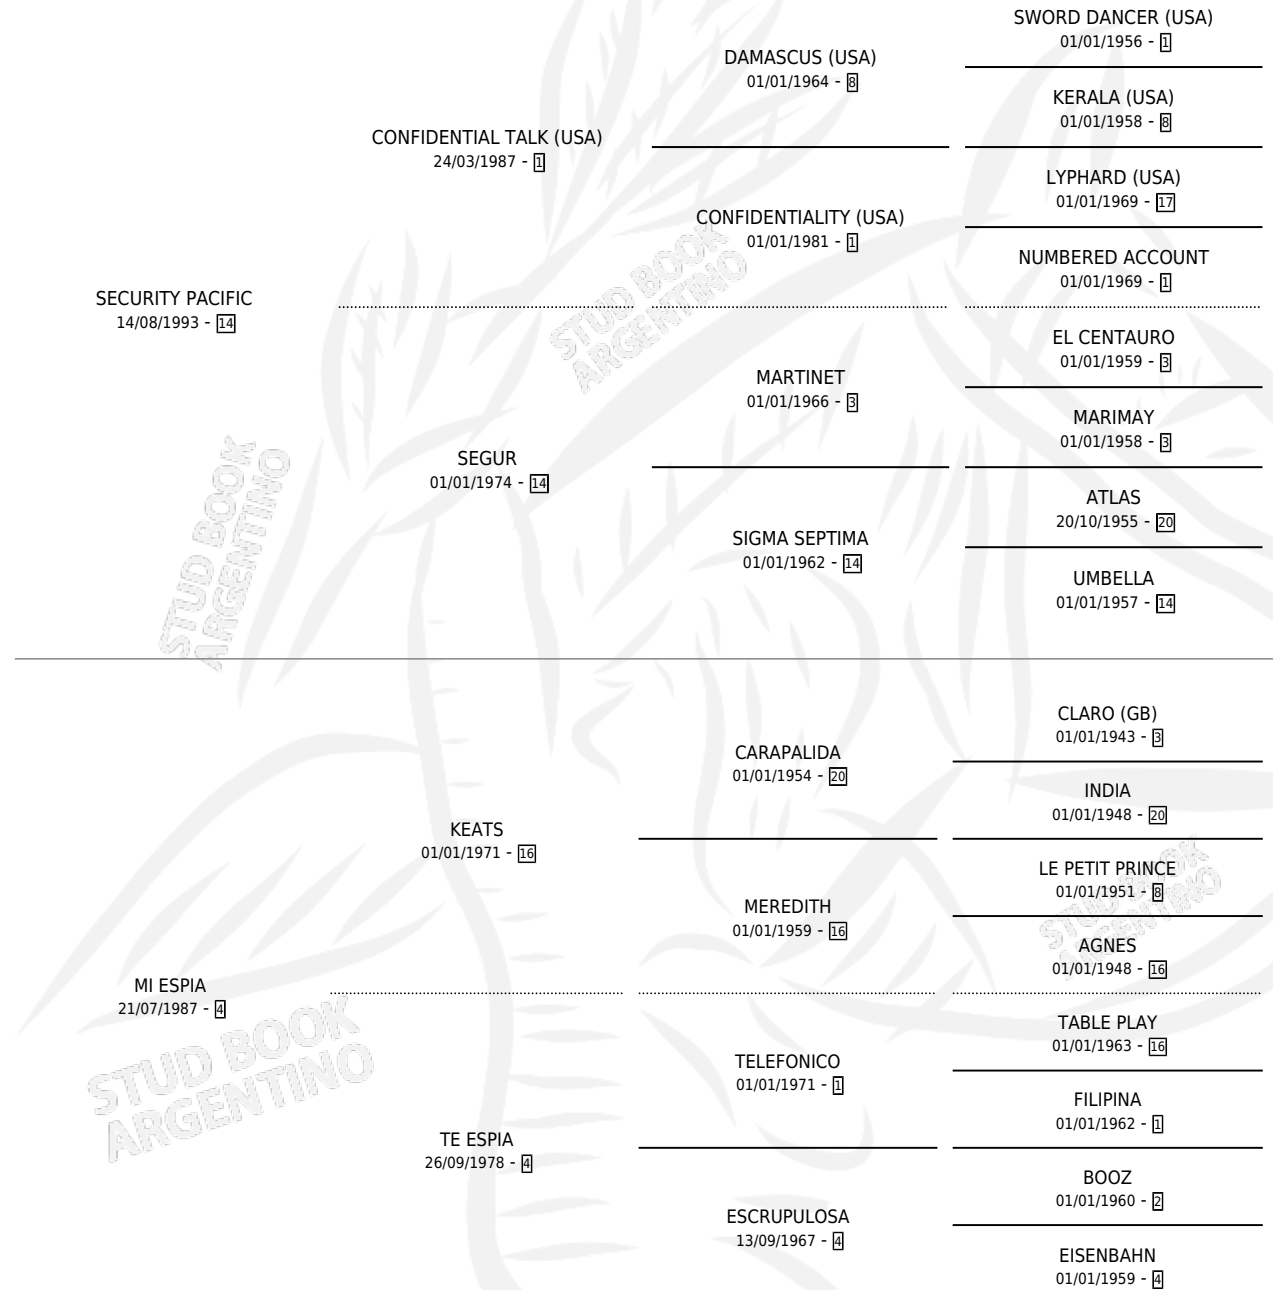 SWORD DANCER (USA)
01/01/1956 - 1
DAMASCUS (USA)
01/01/1964 - 8
KERALA (USA)
01/01/1958 - 8
CONFIDENTIAL TALK (USA)
24/03/1987 - 1
LYPHARD (USA)
01/01/1969 - 17
CONFIDENTIALITY (USA)
01/01/1981 - 1
NUMBERED ACCOUNT
01/01/1969 - 1
SECURITY PACIFIC
14/08/1993 - 14
STUD BOOK
ARGENTINO
EL CENTAURO
01/01/1959 - 3
MARTINET
01/01/1966 - 3
MARIMAY
01/01/1958 - 3
SEGUR
01/01/1974 - 14
ATLAS
20/10/1955 - 20
SIGMA SEPTIMA
01/01/1962 - 14
UMBELLA
01/01/1957 - 14
STUD BOOK
ARGENTINO
CLARO (GB)
01/01/1943 - 3
CARAPALIDA
01/01/1954 - 20
INDIA
01/01/1948 - 20
KEATS
01/01/1971 - 16
LE PETIT PRINCE
01/01/1951 - 8
MEREDITH
01/01/1959 - 16
AGNES
01/01/1948 - 16
STUD BOOK
ARGENTINO
MI ESPIA
21/07/1987 - 4
TABLE PLAY
01/01/1963 - 16
TELEFONICO
01/01/1971 - 1
FILIPINA
01/01/1962 - 1
STUD BOOK
ARGENTINO
TE ESPIA
26/09/1978 - 4
BOOZ
01/01/1960 - 2
ESCRUPULOSA
13/09/1967 - 4
EISENBAHN
01/01/1959 - 4